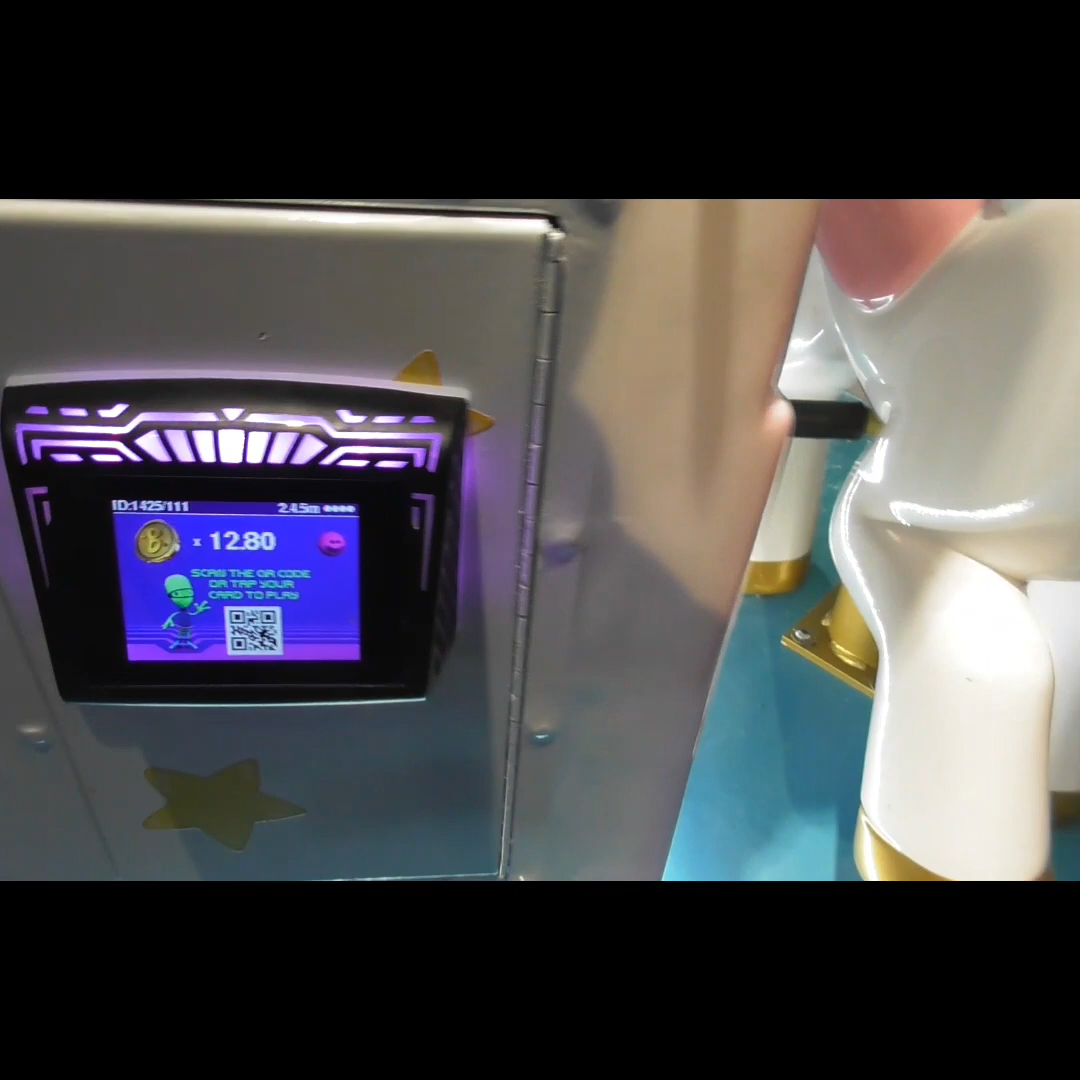 ID:1425/111 2.4.5m
B x 12.80
SCAN THE QR CODE
OR TAP YOUR
CARD TO PLAY